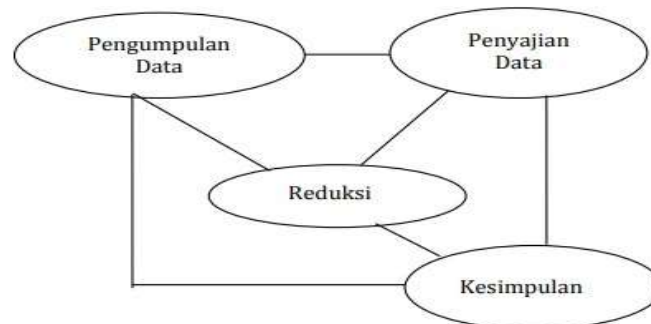 Pengumpulan
Data
Penyajian
Data
Reduksi
Kesimpulan